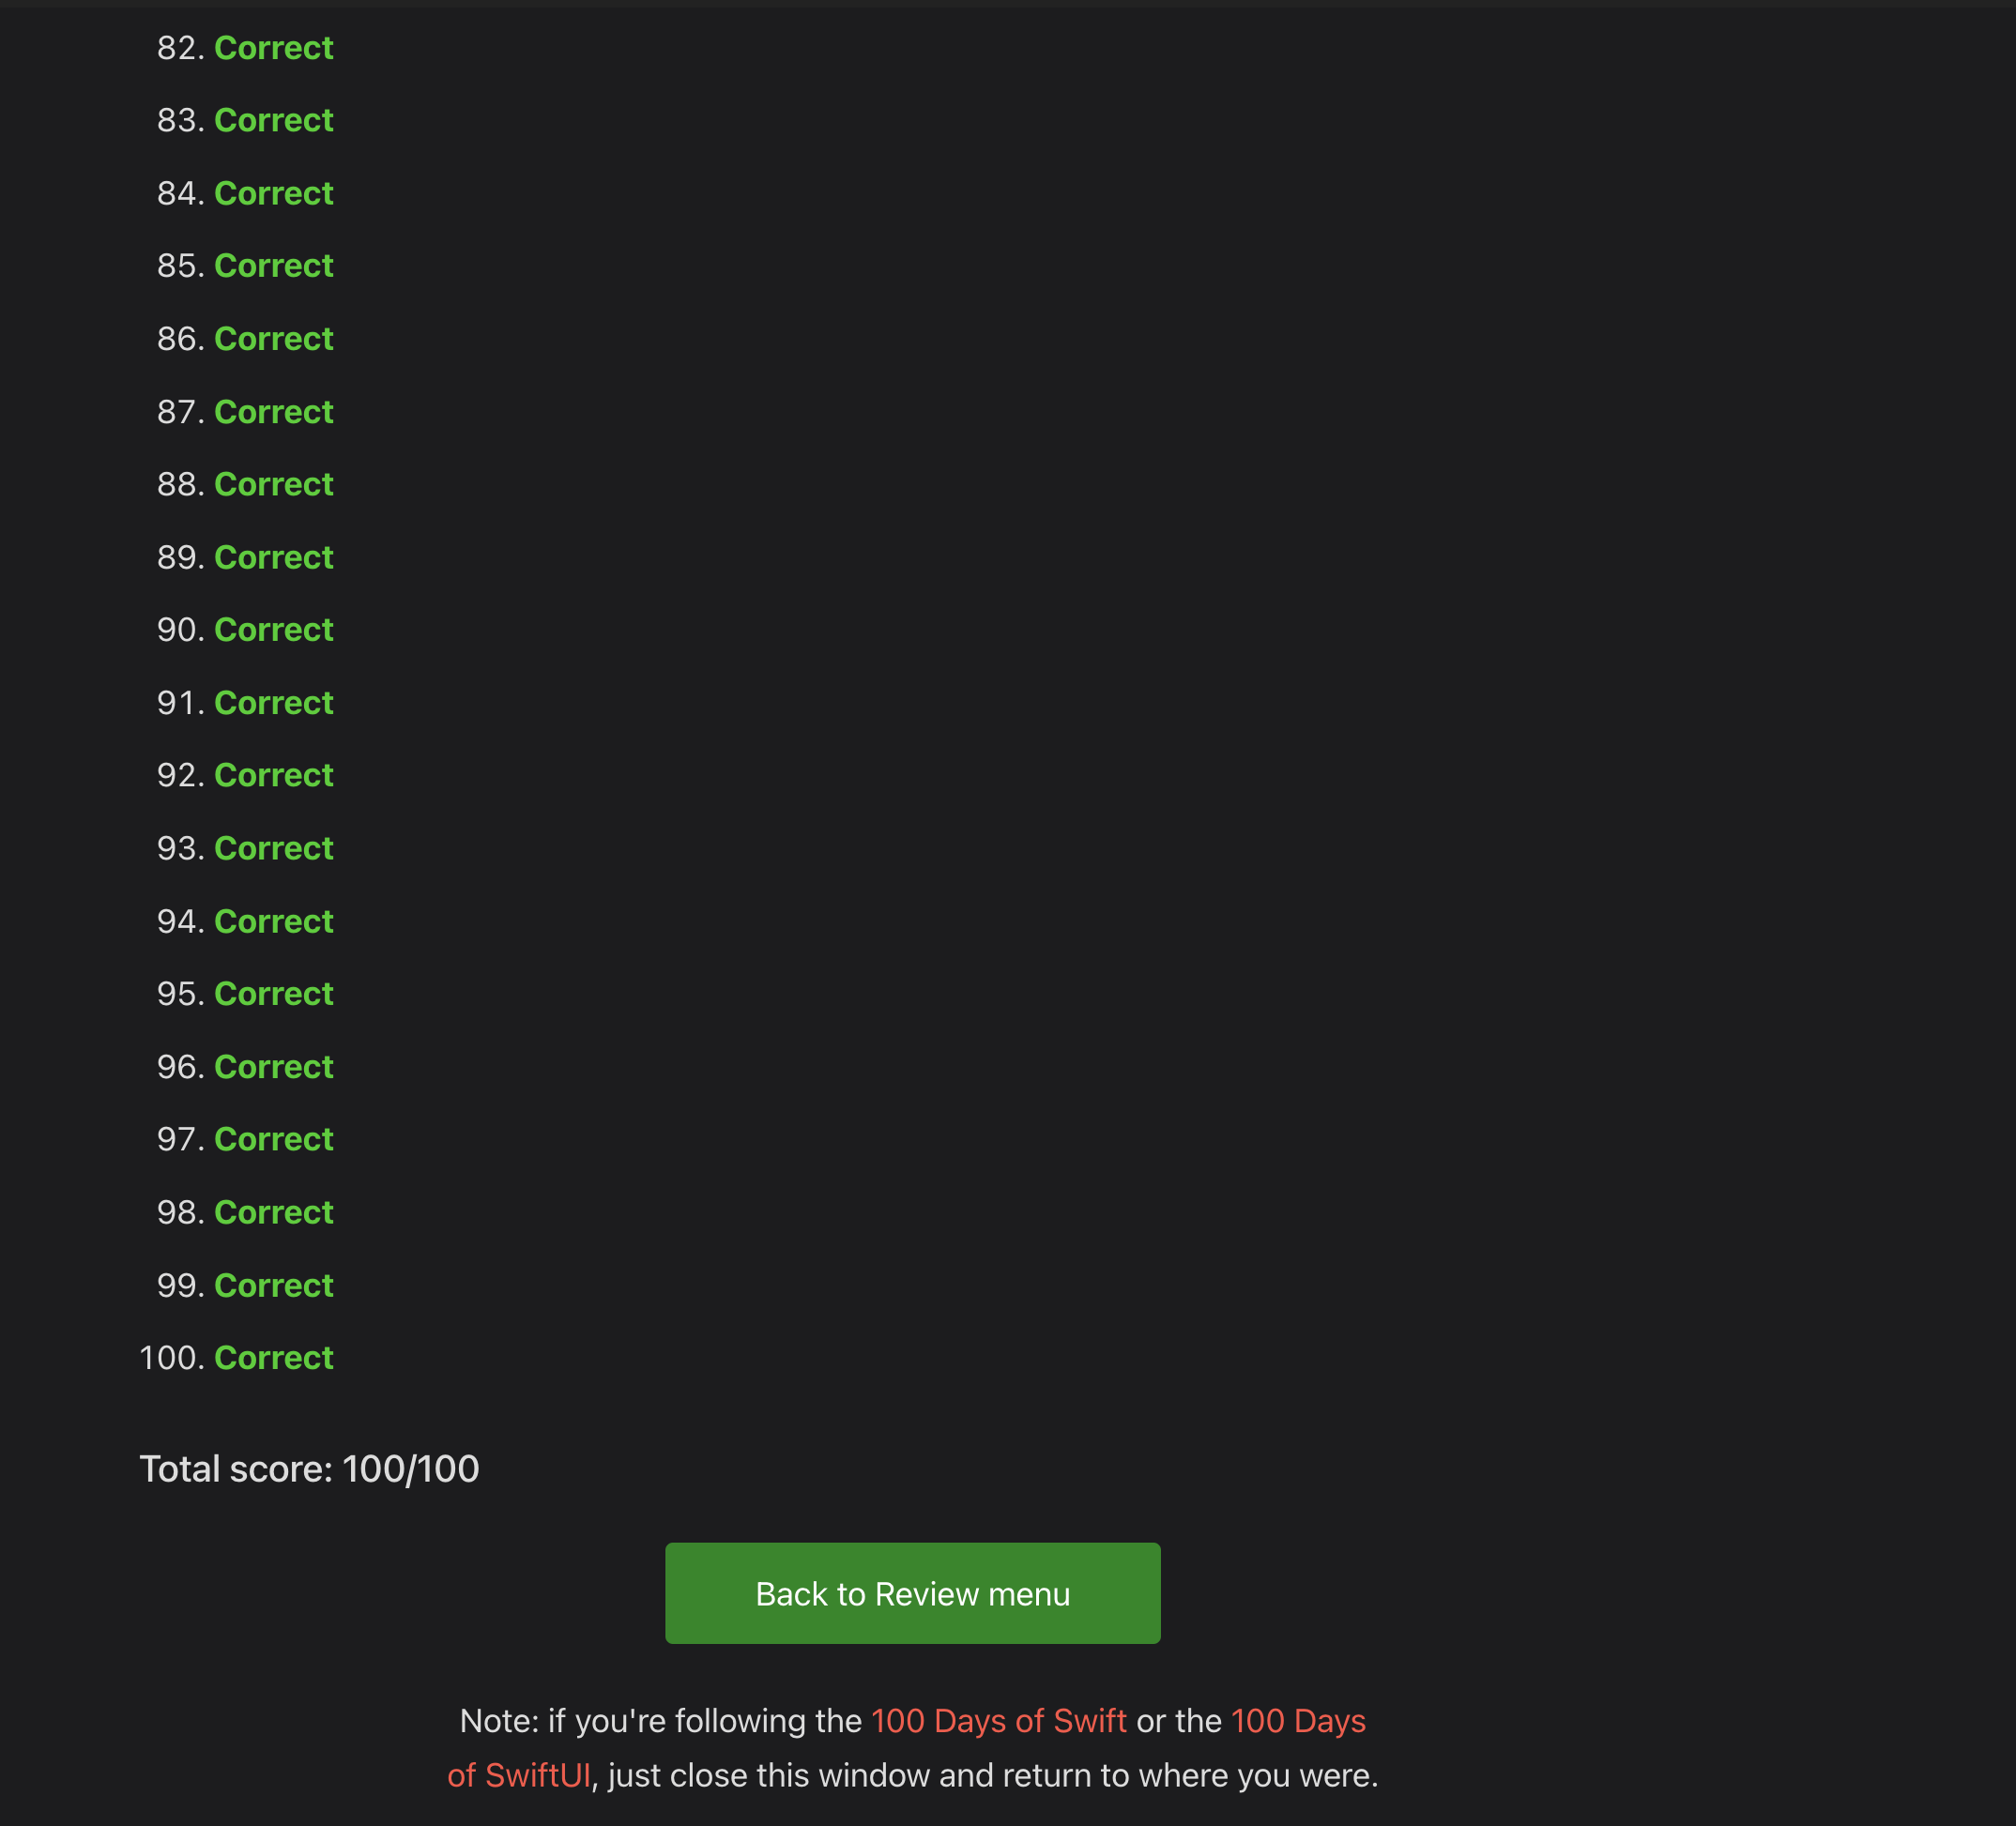 82. Correct
83. Correct
84. Correct
85. Correct
86. Correct
87. Correct
88. Correct
89. Correct
90. Correct
91. Correct
92. Correct
93. Correct
94. Correct
95. Correct
96. Correct
97. Correct
98. Correct
99. Correct
100. Correct
Total score: 100/100
Back to Review menu
Note: if you're following the 100 Days of Swift or the 100 Days
of SwiftUI, just close this window and return to where you were.